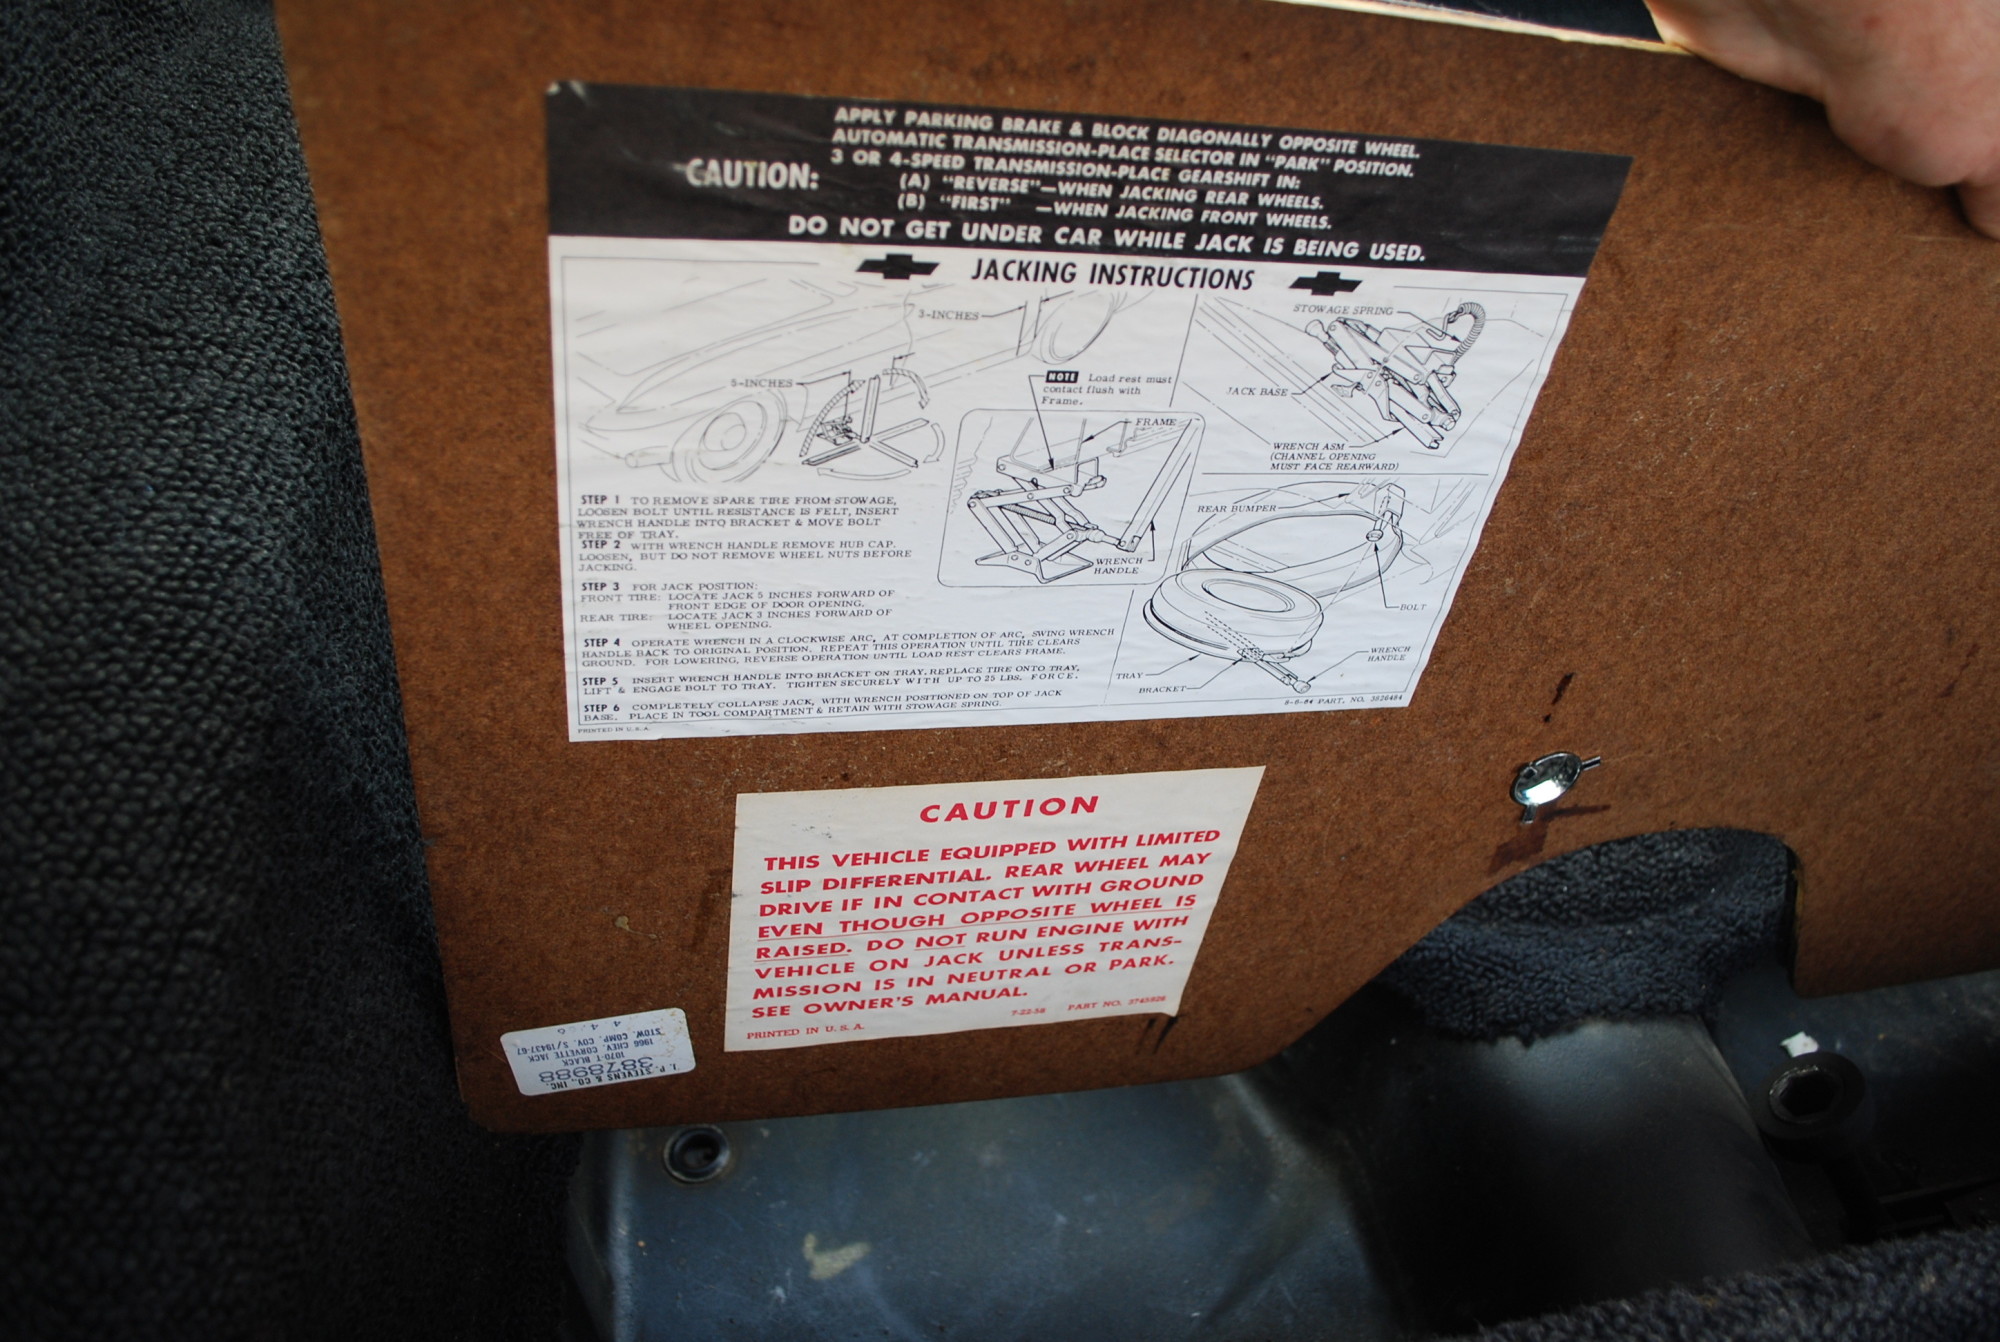 APPLY PARKING BRAKE & BLOCK DIAGONALLY OPPOSITE WHEEL.
AUTOMATIC TRANSMISSION-PLACE SELECTOR IN "PARK" POSITION.
3 OR 4-SPEED TRANSMISSION-PLACE GEARSHIFT IN:
CAUTION:
(A) "REVERSE"—WHEN JACKING REAR WHEELS.
(B) "FIRST" —WHEN JACKING FRONT WHEELS.
DO NOT GET UNDER CAR WHILE JACK IS BEING USED.
JACKING INSTRUCTIONS
3-INCHES
5-INCHES
NOTE Load rest must
contact flush with
Frame.
FRAME
WRENCH
HANDLE
STOWAGE SPRING
JACK BASE
WRENCH ASM
(CHANNEL OPENING
MUST FACE REARWARD)
REAR BUMPER
BOLT
WRENCH
HANDLE
TRAY
BRACKET
STEP 1 TO REMOVE SPARE TIRE FROM STOWAGE,
LOOSEN BOLT UNTIL RESISTANCE IS FELT, INSERT
WRENCH HANDLE INTO BRACKET & MOVE BOLT
FREE OF TRAY.
STEP 2 WITH WRENCH HANDLE REMOVE HUB CAP.
LOOSEN, BUT DO NOT REMOVE WHEEL NUTS BEFORE
JACKING.
STEP 3 FOR JACK POSITION:
FRONT TIRE: LOCATE JACK 5 INCHES FORWARD OF
FRONT EDGE OF DOOR OPENING.
REAR TIRE: LOCATE JACK 3 INCHES FORWARD OF
WHEEL OPENING.
STEP 4 OPERATE WRENCH IN A CLOCKWISE ARC, AT COMPLETION OF ARC, SWING WRENCH
HANDLE BACK TO ORIGINAL POSITION. REPEAT THIS OPERATION UNTIL TIRE CLEARS
GROUND. FOR LOWERING, REVERSE OPERATION UNTIL LOAD REST CLEARS FRAME.
STEP 5 INSERT WRENCH HANDLE INTO BRACKET ON TRAY, REPLACE TIRE ONTO TRAY,
LIFT & ENGAGE BOLT TO TRAY. TIGHTEN SECURELY WITH UP TO 25 LBS. FORCE.
STEP 6 COMPLETELY COLLAPSE JACK, WITH WRENCH POSITIONED ON TOP OF JACK
BASE. PLACE IN TOOL COMPARTMENT & RETAIN WITH STOWAGE SPRING.
PRINTED IN U.S.A.
PART. NO. 3826484
CAUTION
THIS VEHICLE EQUIPPED WITH LIMITED
SLIP DIFFERENTIAL. REAR WHEEL MAY
DRIVE IF IN CONTACT WITH GROUND
EVEN THOUGH OPPOSITE WHEEL IS
RAISED. DO NOT RUN ENGINE WITH
VEHICLE ON JACK UNLESS TRANS-
MISSION IS IN NEUTRAL OR PARK.
SEE OWNER'S MANUAL.
7-22-58 PART NO. 3745926
PRINTED IN U. S. A.
J. P. STEVENS & CO., INC.
3878988
1070-T BLACK
1966 CHEV. CORVETTE JACK
STOW. COMP. COV. S/19437-67
4 4 6